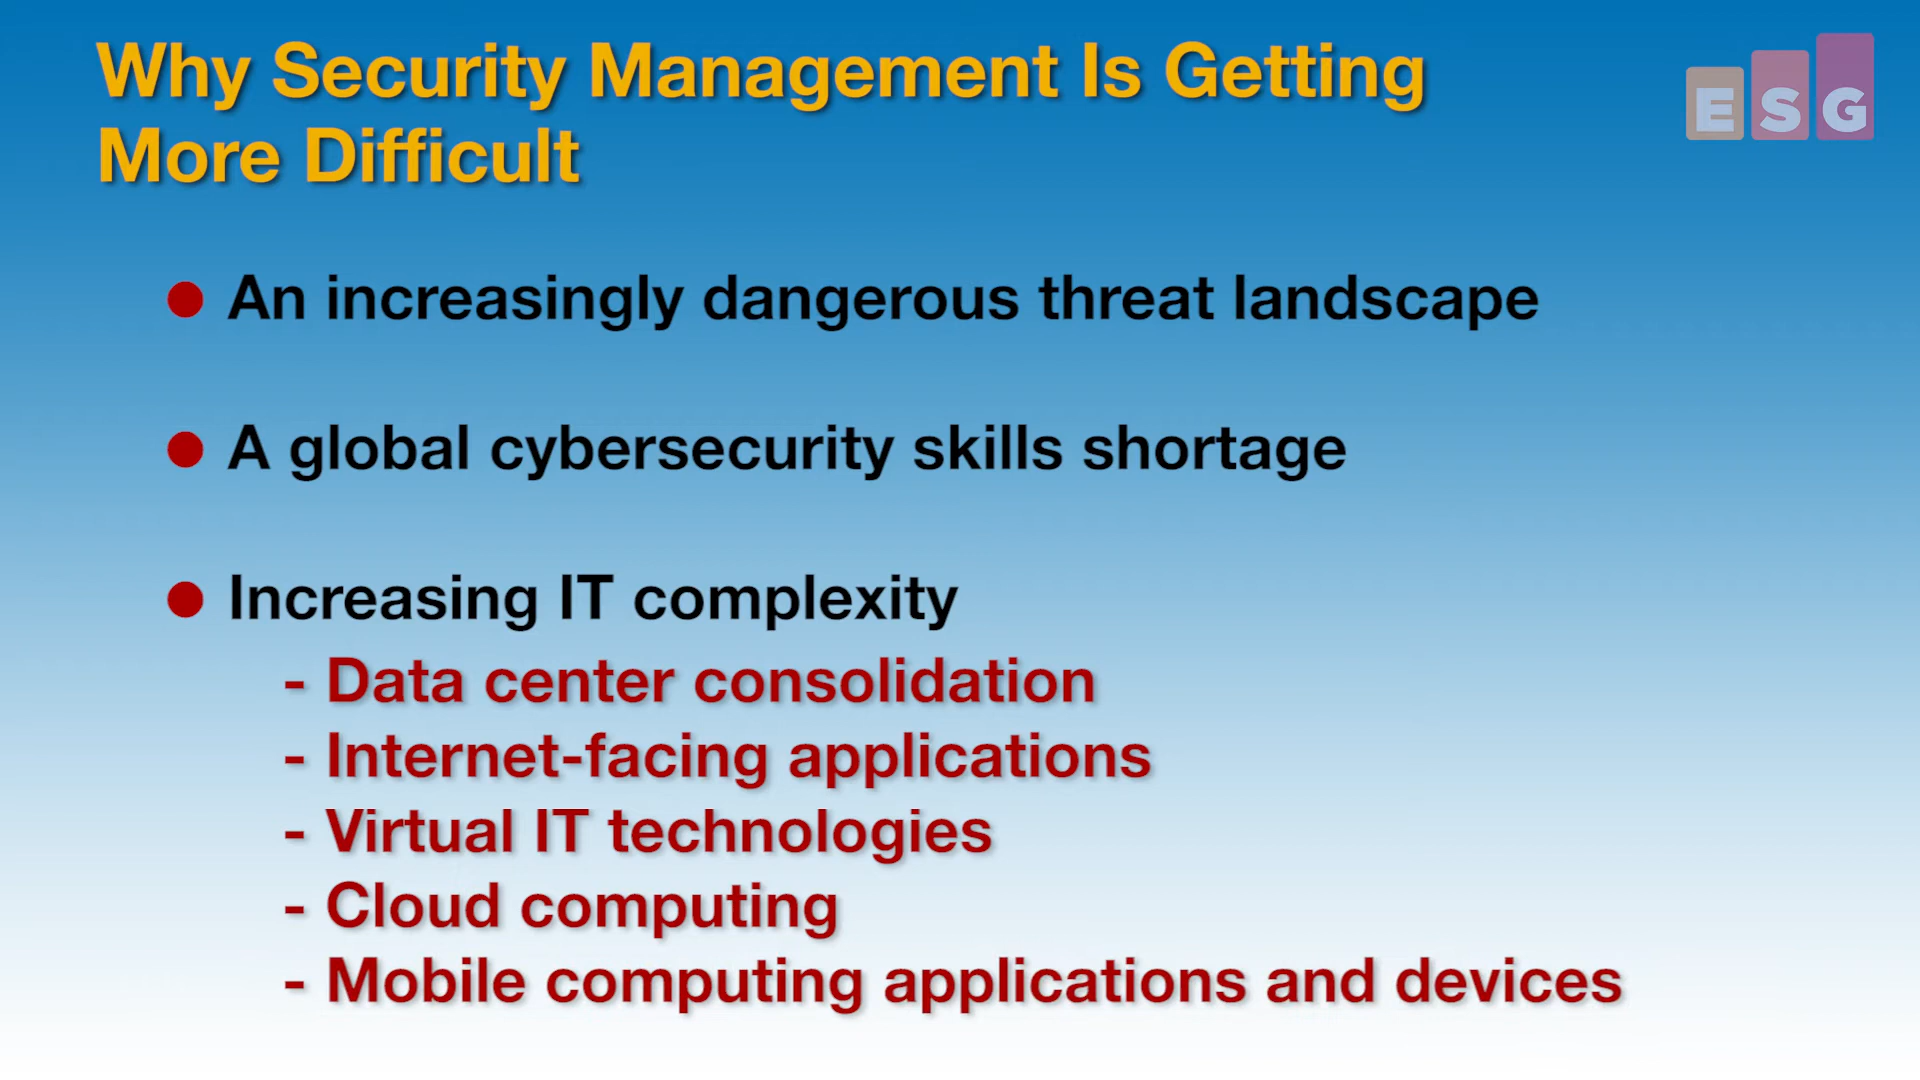 Why Security Management Is Getting
More Difficult
ESG
● An increasingly dangerous threat landscape
● A global cybersecurity skills shortage
● Increasing IT complexity
- Data center consolidation
- Internet-facing applications
- Virtual IT technologies
- Cloud computing
- Mobile computing applications and devices